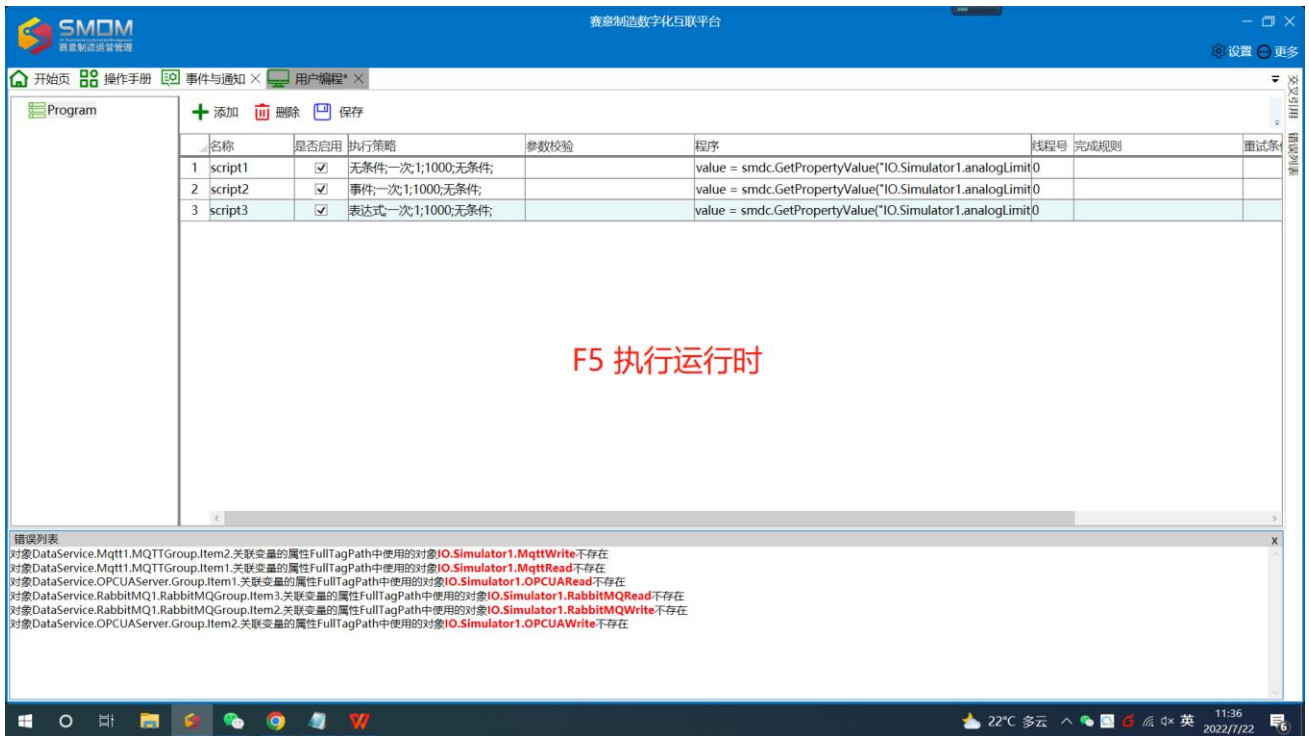 SMOM
赛意制造运营管理
赛意制造数字化互联平台
设置 更多
开始页 操作手册 事件与通知 用户编程*
交叉引用
错误列表
Program
添加 删除 保存
名称 是否启用 执行策略 参数校验 程序 线程号 完成规则 重试条
1 script1 无条件;一次;1;1000;无条件; value = smdc.GetPropertyValue("IO.Simulator1.analogLimit 0
2 script2 事件;一次;1;1000;无条件; value = smdc.GetPropertyValue("IO.Simulator1.analogLimit 0
3 script3 表达式;一次;1;1000;无条件; value = smdc.GetPropertyValue("IO.Simulator1.analogLimit 0
F5 执行运行时
错误列表 x
对象DataService.Mqtt1.MQTTGroup.Item2.关联变量的属性FullTagPath中使用的对象IO.Simulator1.MqttWrite不存在
对象DataService.Mqtt1.MQTTGroup.Item1.关联变量的属性FullTagPath中使用的对象IO.Simulator1.MqttRead不存在
对象DataService.OPCUAServer.Group.Item1.关联变量的属性FullTagPath中使用的对象IO.Simulator1.OPCUARead不存在
对象DataService.RabbitMQ1.RabbitMQGroup.Item3.关联变量的属性FullTagPath中使用的对象IO.Simulator1.RabbitMQRead不存在
对象DataService.RabbitMQ1.RabbitMQGroup.Item2.关联变量的属性FullTagPath中使用的对象IO.Simulator1.RabbitMQWrite不存在
对象DataService.OPCUAServer.Group.Item2.关联变量的属性FullTagPath中使用的对象IO.Simulator1.OPCUAWrite不存在
22°C 多云 英 11:36
2022/7/22 6